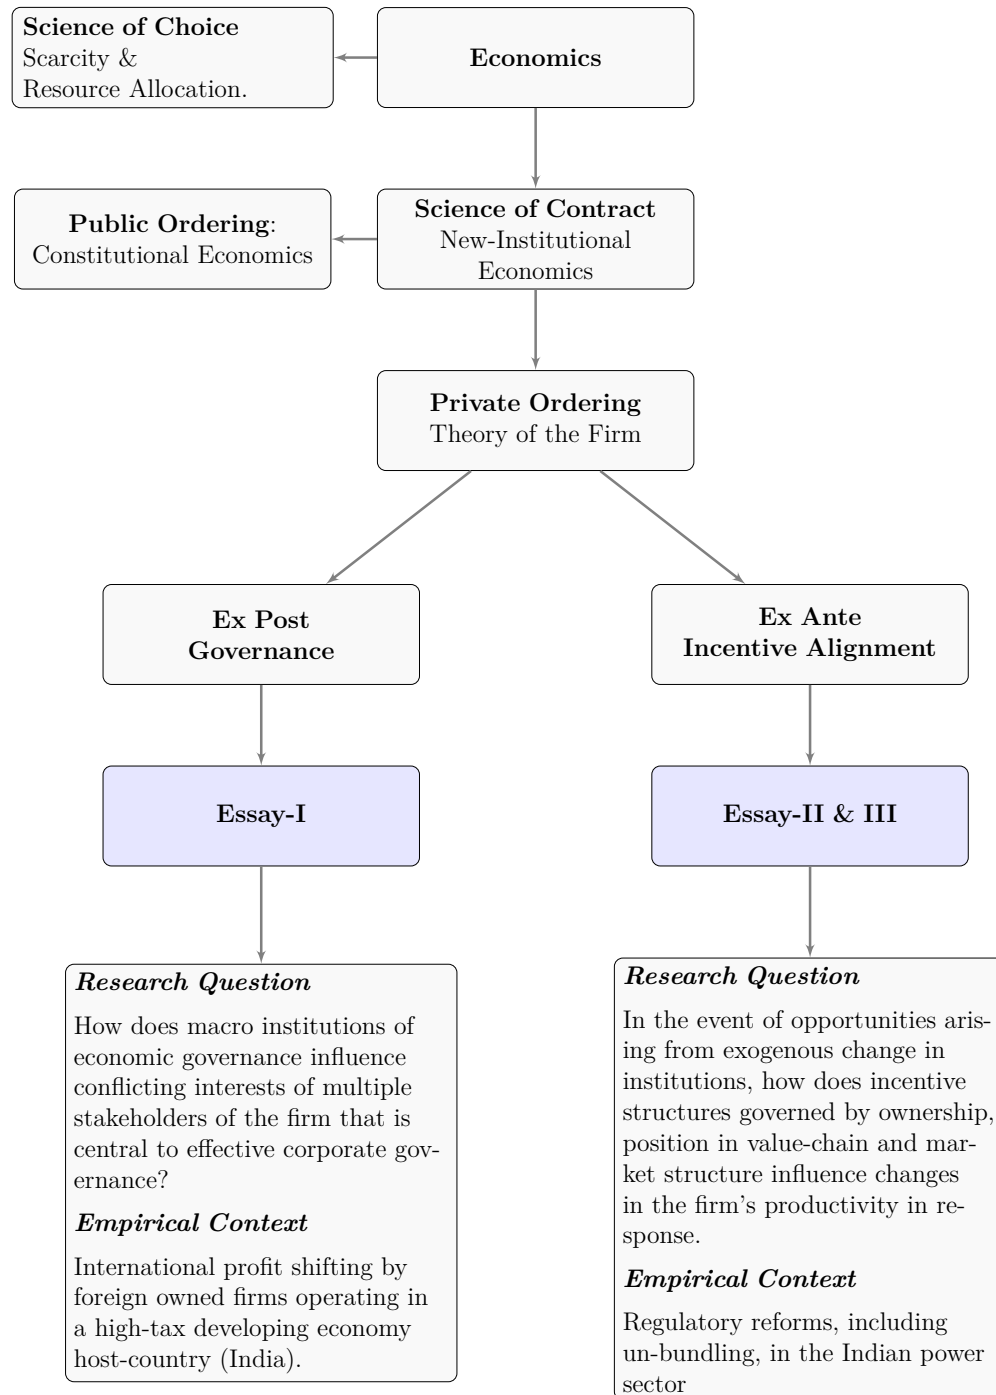 Science of Choice
Scarcity &
Resource Allocation.
Economics
Public Ordering:
Constitutional Economics
Science of Contract
New-Institutional
Economics
Private Ordering
Theory of the Firm
Ex Post
Governance
Ex Ante
Incentive Alignment
Essay-I
Essay-II & III
Research Question
How does macro institutions of
economic governance influence
conflicting interests of multiple
stakeholders of the firm that is
central to effective corporate gov-
ernance?
Empirical Context
International profit shifting by
foreign owned firms operating in
a high-tax developing economy
host-country (India).
Research Question
In the event of opportunities aris-
ing from exogenous change in
institutions, how does incentive
structures governed by ownership,
position in value-chain and mar-
ket structure influence changes
in the firm's productivity in re-
sponse.
Empirical Context
Regulatory reforms, including
un-bundling, in the Indian power
sector